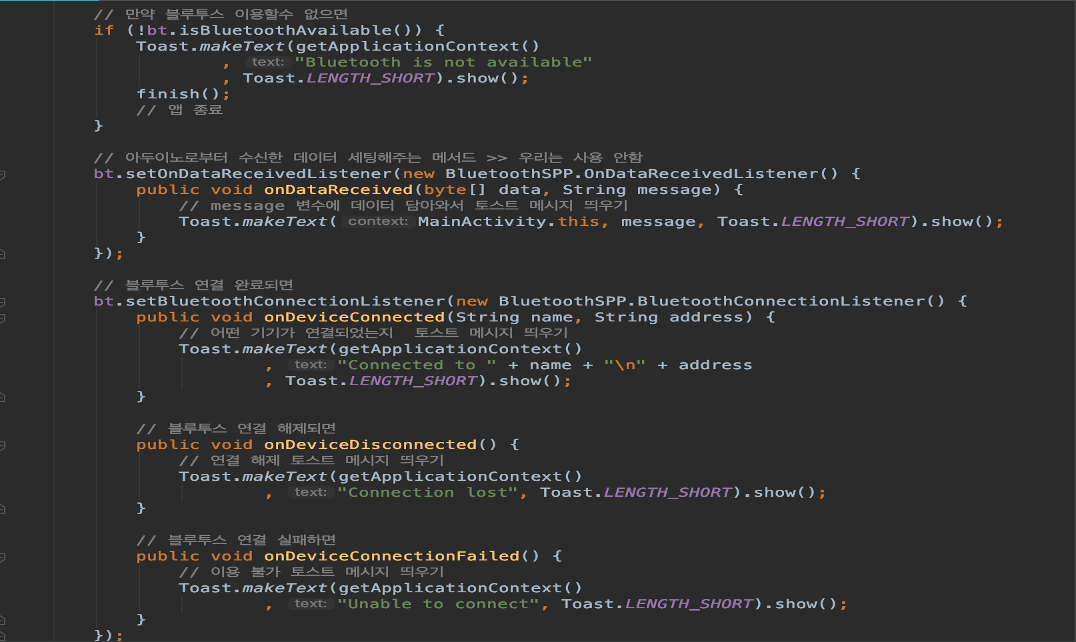 // 만약 블루투스 이용할수 없으면
if (!bt.isBluetoothAvailable()) {
Toast.makeText(getApplicationContext()
, text: "Bluetooth is not available"
, Toast.LENGTH_SHORT).show();
finish();
// 앱 종료
}
// 아두이노로부터 수신한 데이터 세팅해주는 메서드 >> 우리는 사용 안함
bt.setOnDataReceivedListener(new BluetoothSPP.OnDataReceivedListener() {
public void onDataReceived(byte[] data, String message) {
// message 변수에 데이터 담아와서 토스트 메시지 띄우기
Toast.makeText( context: MainActivity.this, message, Toast.LENGTH_SHORT).show();
}
});
// 블루투스 연결 완료되면
bt.setBluetoothConnectionListener(new BluetoothSPP.BluetoothConnectionListener() {
public void onDeviceConnected(String name, String address) {
// 어떤 기기가 연결되었는지 토스트 메시지 띄우기
Toast.makeText(getApplicationContext()
, text: "Connected to " + name + "\n" + address
, Toast.LENGTH_SHORT).show();
}
// 블루투스 연결 해제되면
public void onDeviceDisconnected() {
// 연결 해제 토스트 메시지 띄우기
Toast.makeText(getApplicationContext()
, text: "Connection lost", Toast.LENGTH_SHORT).show();
}
// 블루투스 연결 실패하면
public void onDeviceConnectionFailed() {
// 이용 불가 토스트 메시지 띄우기
Toast.makeText(getApplicationContext()
, text: "Unable to connect", Toast.LENGTH_SHORT).show();
}
});